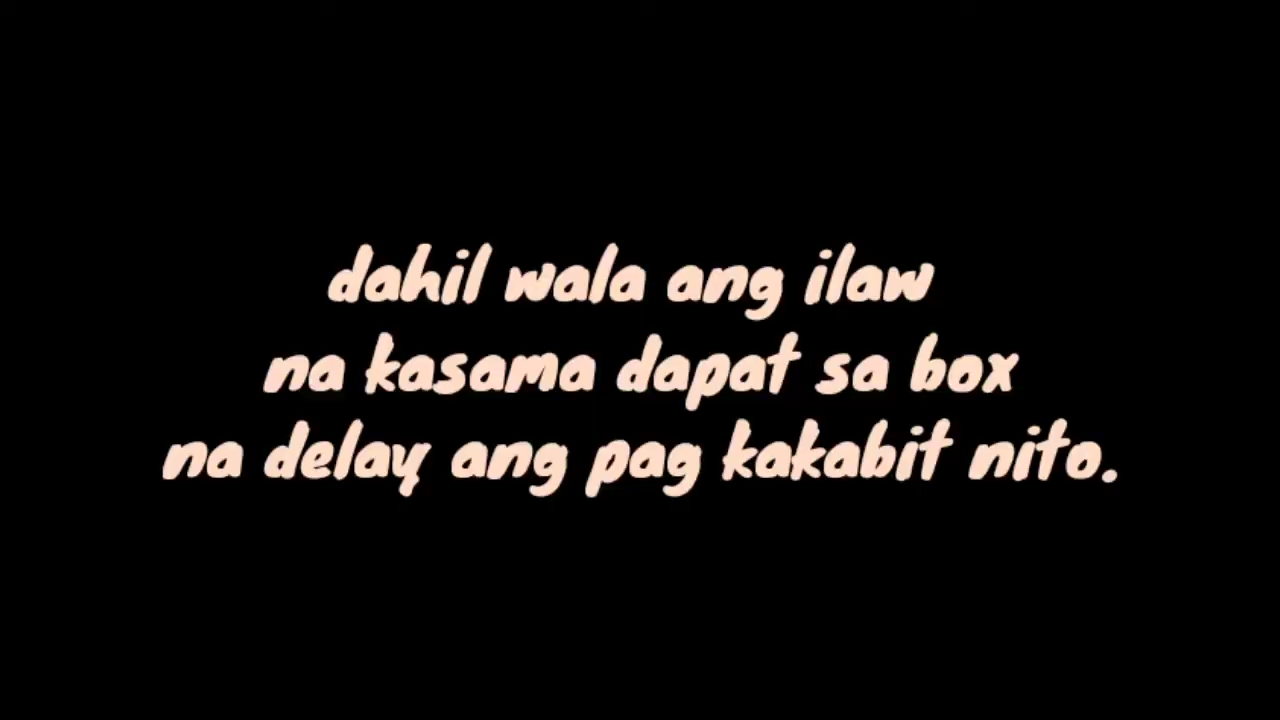 dahil wala ang ilaw
na kasama dapat sa box
na delay ang pag kakabit nito.